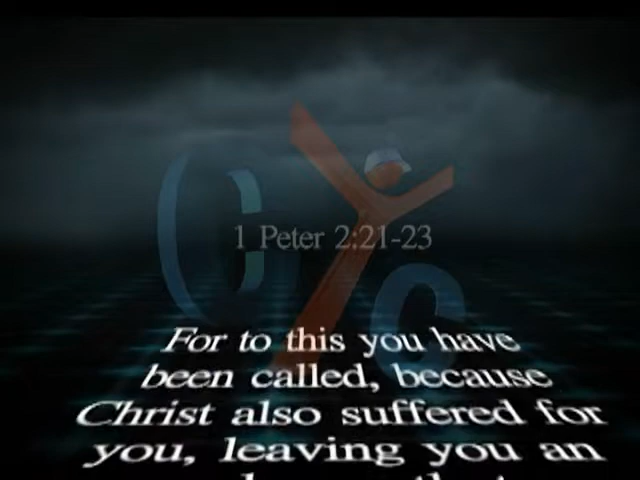 CYC
1 Peter 2:21-23
For to this you have
been called, because
Christ also suffered for
you, leaving you an